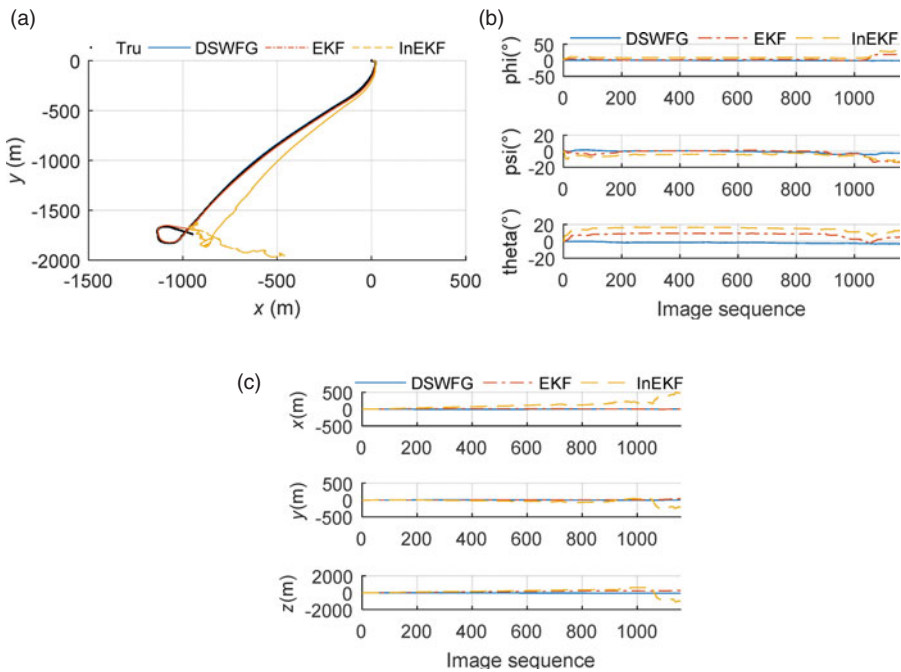 (a)
Tru DSWFG EKF InEKF
0
-500
-1000
-1500
-2000
y (m)
-1500 -1000 -500 0 500
x (m)
(b)
DSWFG EKF InEKF
50
0
-50
phi(°)
0 200 400 600 800 1000
20
0
-20
psi(°)
0 200 400 600 800 1000
20
0
-20
theta(°)
0 200 400 600 800 1000
Image sequence
(c)
DSWFG EKF InEKF
500
0
-500
x(m)
0 200 400 600 800 1000
500
0
-500
y(m)
0 200 400 600 800 1000
2000
0
-2000
z(m)
0 200 400 600 800 1000
Image sequence